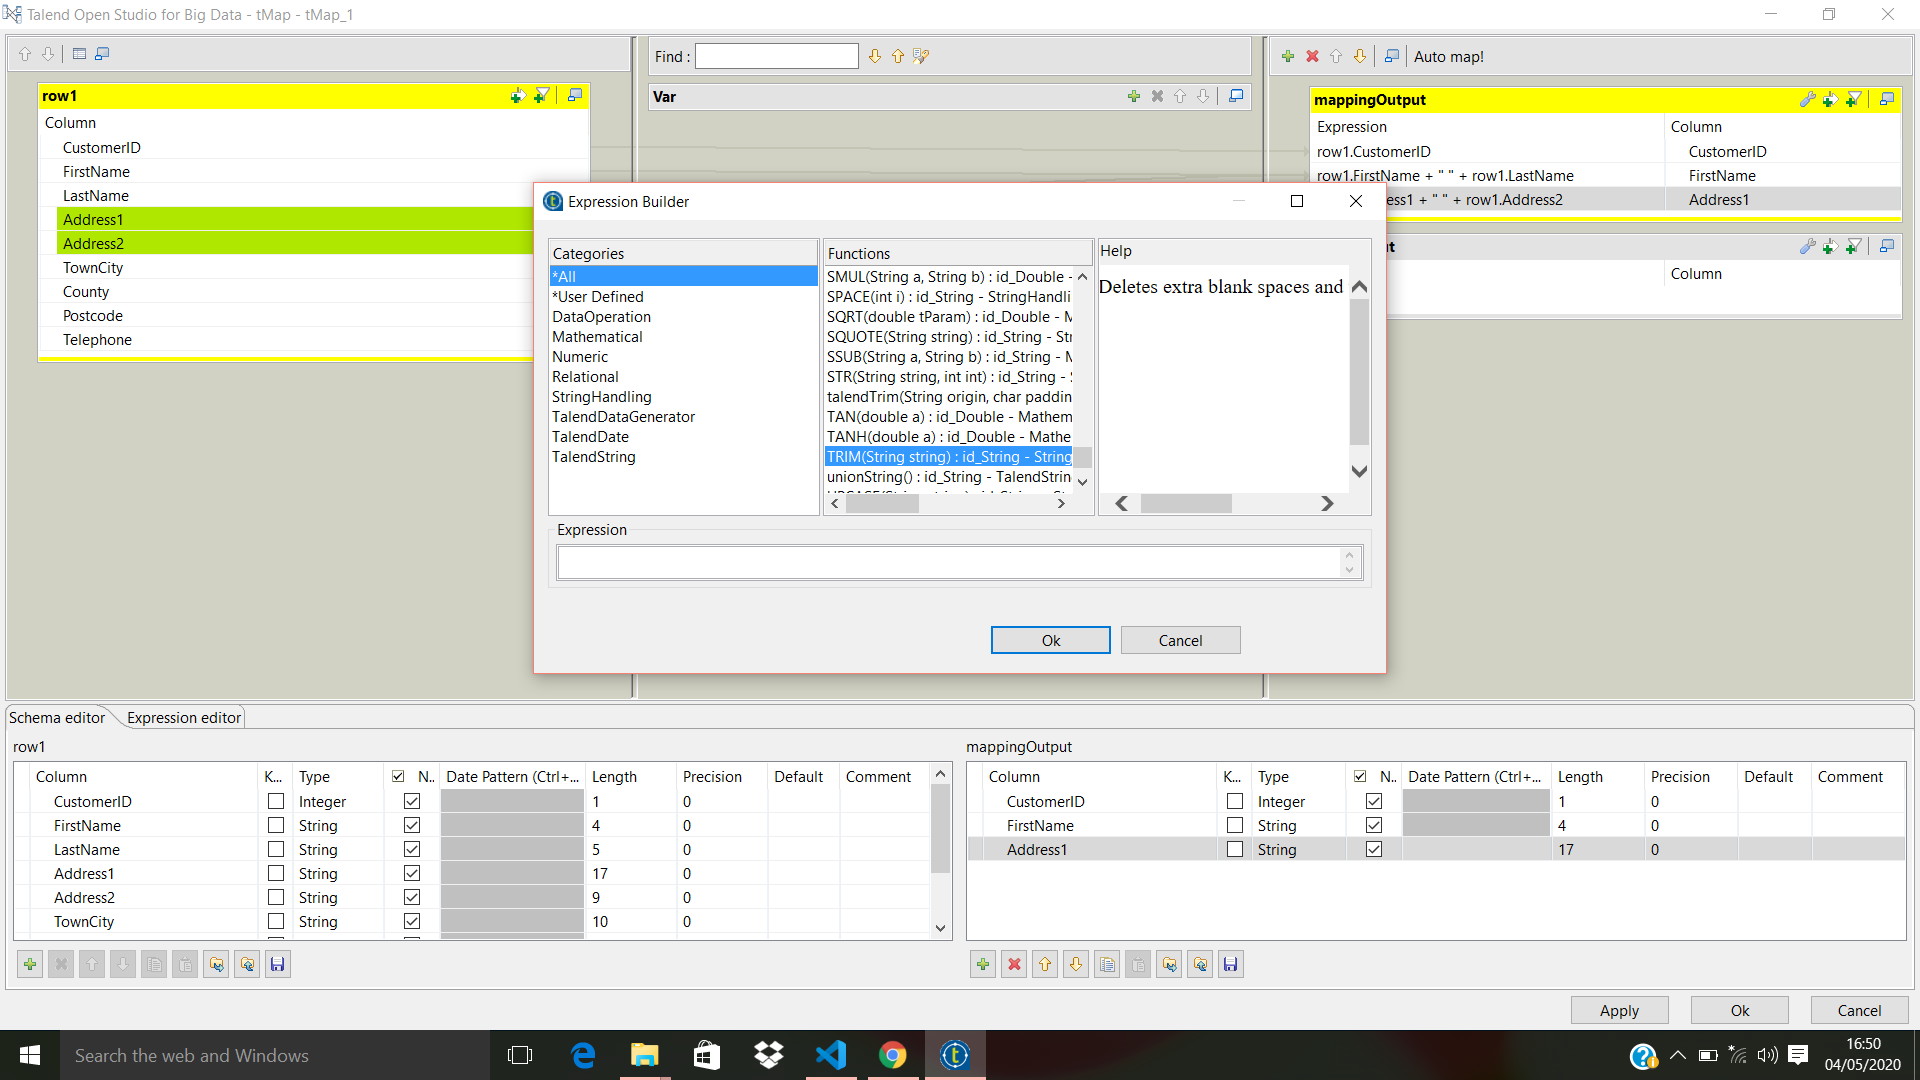 Talend Open Studio for Big Data - tMap - tMap_1
Find :
Auto map!
row1
Column
CustomerID
FirstName
LastName
Address1
Address2
TownCity
County
Postcode
Telephone
Var
mappingOutput
Expression Column
row1.CustomerID CustomerID
row1.FirstName + " " + row1.LastName FirstName
ess1 + " " + row1.Address2 Address1
Column
Expression Builder
Categories
*All
*User Defined
DataOperation
Mathematical
Numeric
Relational
StringHandling
TalendDataGenerator
TalendDate
TalendString
Functions
SMUL(String a, String b) : id_Double -
SPACE(int i) : id_String - StringHandli
SQRT(double tParam) : id_Double - M
SQUOTE(String string) : id_String - Str
SSUB(String a, String b) : id_String - M
STR(String string, int int) : id_String - S
talendTrim(String origin, char paddin
TAN(double a) : id_Double - Mathem
TANH(double a) : id_Double - Mathe
TRIM(String string) : id_String - String
unionString() : id_String - TalendStrin
Help
Deletes extra blank spaces and
Expression
Ok Cancel
Schema editor Expression editor
row1
Column K... Type N.. Date Pattern (Ctrl+... Length Precision Default Comment
CustomerID Integer 1 0
FirstName String 4 0
LastName String 5 0
Address1 String 17 0
Address2 String 9 0
TownCity String 10 0
mappingOutput
Column K... Type N.. Date Pattern (Ctrl+... Length Precision Default Comment
CustomerID Integer 1 0
FirstName String 4 0
Address1 String 17 0
Apply Ok Cancel
Search the web and Windows
16:50
04/05/2020